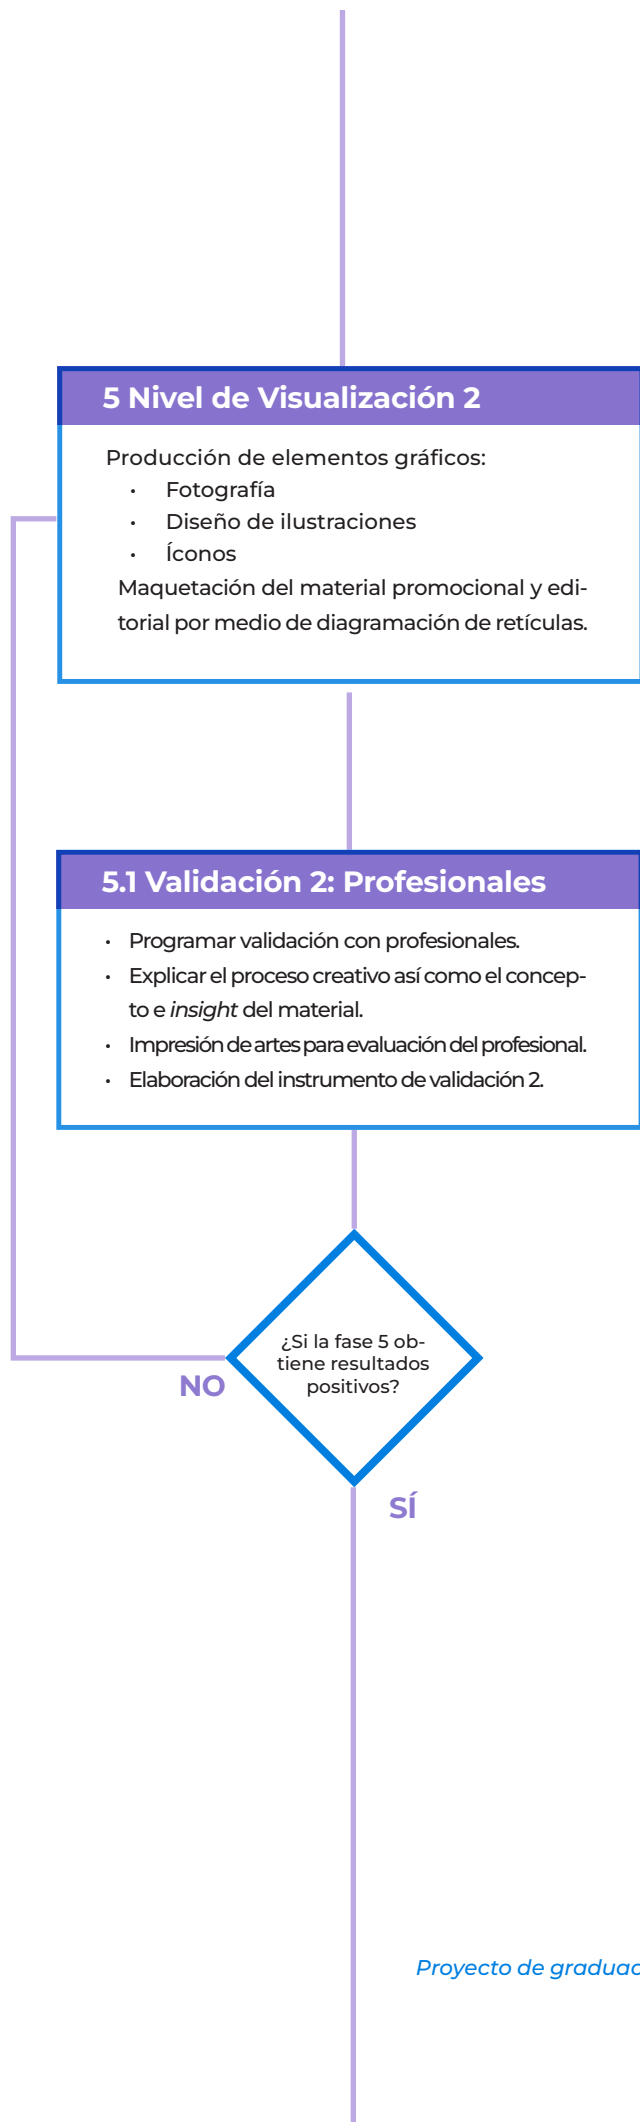 5 Nivel de Visualización 2
Producción de elementos gráficos:
• Fotografía
• Diseño de ilustraciones
• Íconos
Maquetación del material promocional y edi-
torial por medio de diagramación de retículas.
5.1 Validación 2: Profesionales
• Programar validación con profesionales.
• Explicar el proceso creativo así como el concep-
to e insight del material.
• Impresión de artes para evaluación del profesional.
• Elaboración del instrumento de validación 2.
¿Si la fase 5 ob-
tiene resultados
positivos?
NO
SÍ
Proyecto de graduac